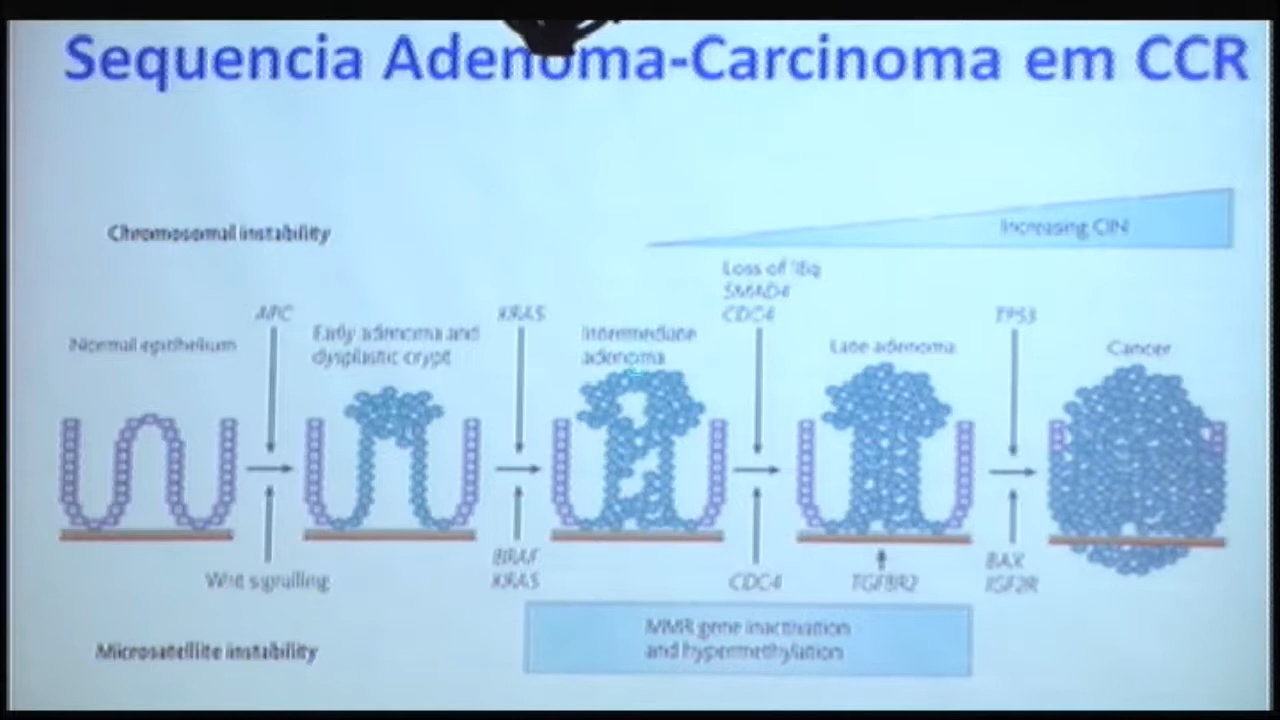 Sequencia Adenoma-Carcinoma em CCR
Chromosomal instability
Increasing CIN
Loss of 18q
SMAD4
CDC4
APC
KRAS
TP53
Normal epithelium
Early adenoma and
dysplastic crypt
Intermediate
adenoma
Late adenoma
Cancer
Wnt signalling
BRAF
KRAS
CDC4
TGFBR2
BAX
IGF2R
MMR gene inactivation
and hypermethylation
Microsatellite instability